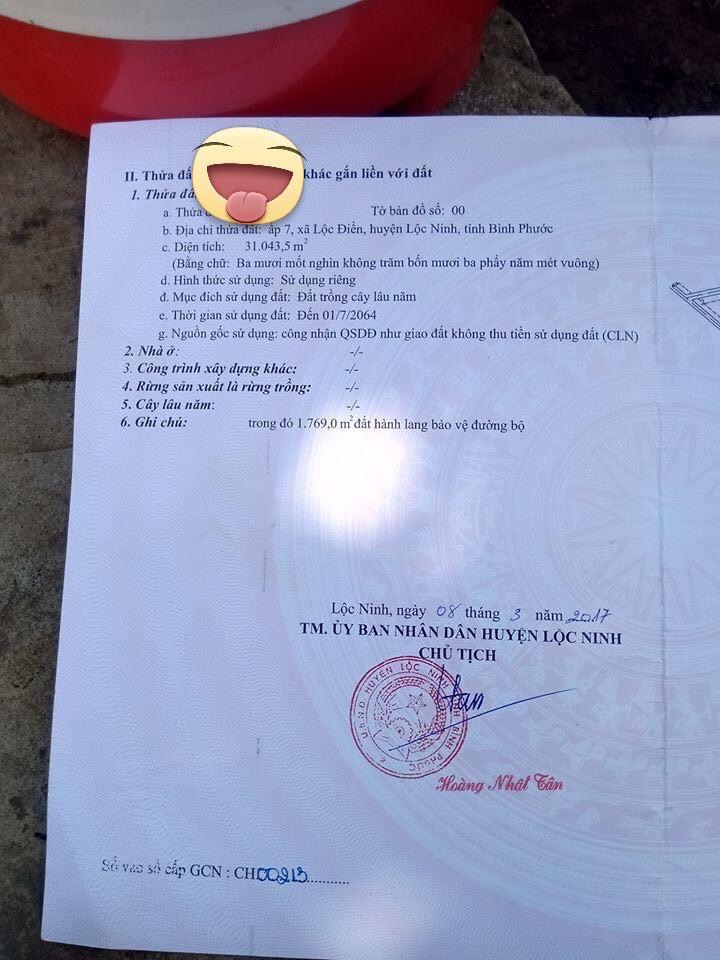 II. Thửa đấ khác gắn liền với đất
1. Thửa đấ
a. Thửa Tờ bản đồ số: 00
b. Địa chỉ thửa đất: ấp 7, xã Lộc Điền, huyện Lộc Ninh, tỉnh Bình Phước
c. Diện tích: 31.043,5 m²
(Bằng chữ: Ba mươi mốt nghìn không trăm bốn mươi ba phẩy năm mét vuông)
d. Hình thức sử dụng: Sử dụng riêng
đ. Mục đích sử dụng đất: Đất trồng cây lâu năm
e. Thời gian sử dụng đất: Đến 01/7/2064
g. Nguồn gốc sử dụng: công nhận QSDĐ như giao đất không thu tiền sử dụng đất (CLN)
2. Nhà ở: -/-
3. Công trình xây dựng khác: -/-
4. Rừng sản xuất là rừng trồng: -/-
5. Cây lâu năm: -/-
6. Ghi chú: trong đó 1.769,0 m² đất hành lang bảo vệ đường bộ
Lộc Ninh, ngày 08 tháng 3 năm 2017
TM. ỦY BAN NHÂN DÂN HUYỆN LỘC NINH
CHỦ TỊCH
UBND HUYỆN LỘC NINH
BÌNH PHƯỚC
Hoàng Nhật Tân
Số vào sổ cấp GCN : CH00213...........